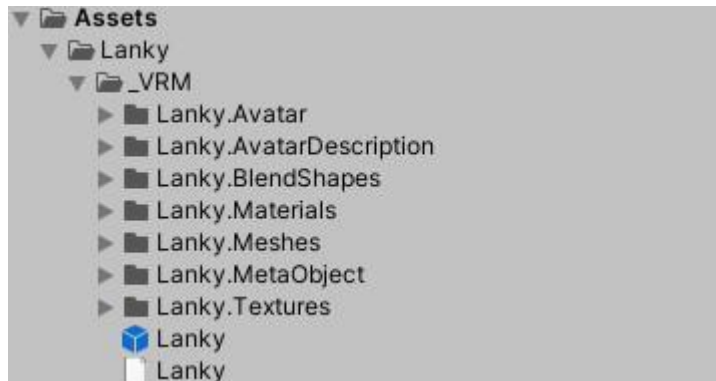 Assets
Lanky
_VRM
Lanky.Avatar
Lanky.AvatarDescription
Lanky.BlendShapes
Lanky.Materials
Lanky.Meshes
Lanky.MetaObject
Lanky.Textures
Lanky
Lanky